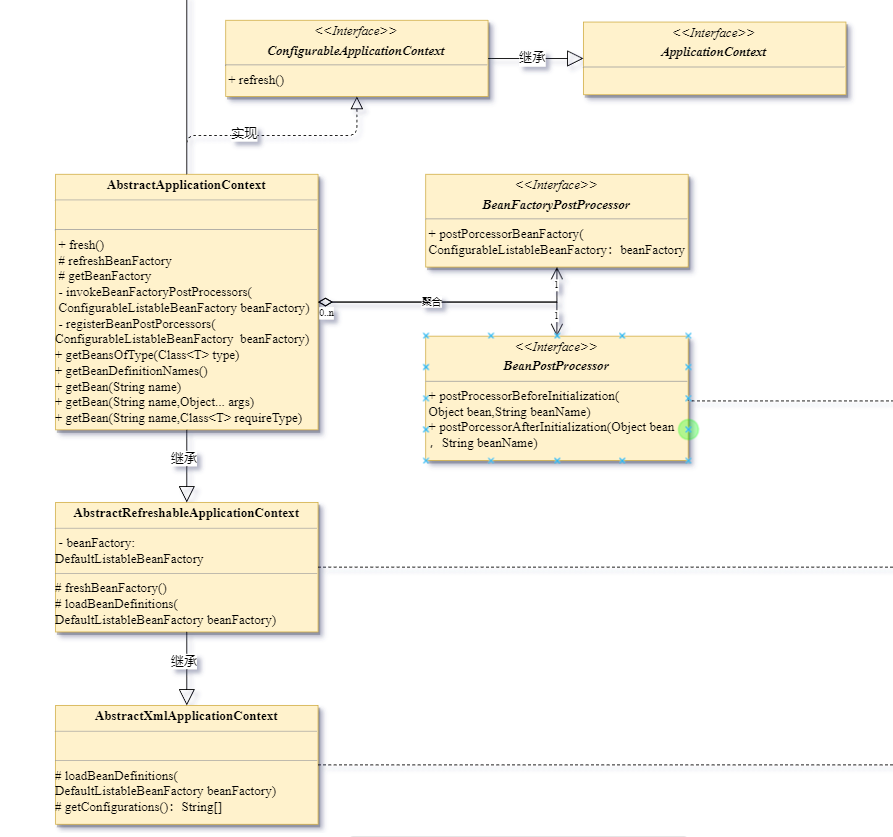 <<Interface>>
ConfigurableApplicationContext
+ refresh()
继承
<<Interface>>
ApplicationContext
实现
AbstractApplicationContext
+ fresh()
# refreshBeanFactory
# getBeanFactory
- invokeBeanFactoryPostProcessors(
ConfigurableListableBeanFactory beanFactory)
- registerBeanPostPorcessors(
ConfigurableListableBeanFactory  beanFactory)
+ getBeansOfType(Class<T> type)
+ getBeanDefinitionNames()
+ getBean(String name)
+ getBean(String name,Object... args)
+ getBean(String name,Class<T> requireType)
<<Interface>>
BeanFactoryPostProcessor
+ postPorcessorBeanFactory(
ConfigurableListableBeanFactory：beanFactory
1
聚合
0..n
1
<<Interface>>
BeanPostProcessor
+ postProcessorBeforeInitialization(
Object bean,String beanName)
+ postPorcessorAfterInitialization(Object bean
，String beanName)
继承
AbstractRefreshableApplicationContext
- beanFactory:
DefaultListableBeanFactory
# freshBeanFactory()
# loadBeanDefinitions(
DefaultListableBeanFactory beanFactory)
继承
AbstractXmlApplicationContext
# loadBeanDefinitions(
DefaultListableBeanFactory beanFactory)
# getConfigurations()：String[]